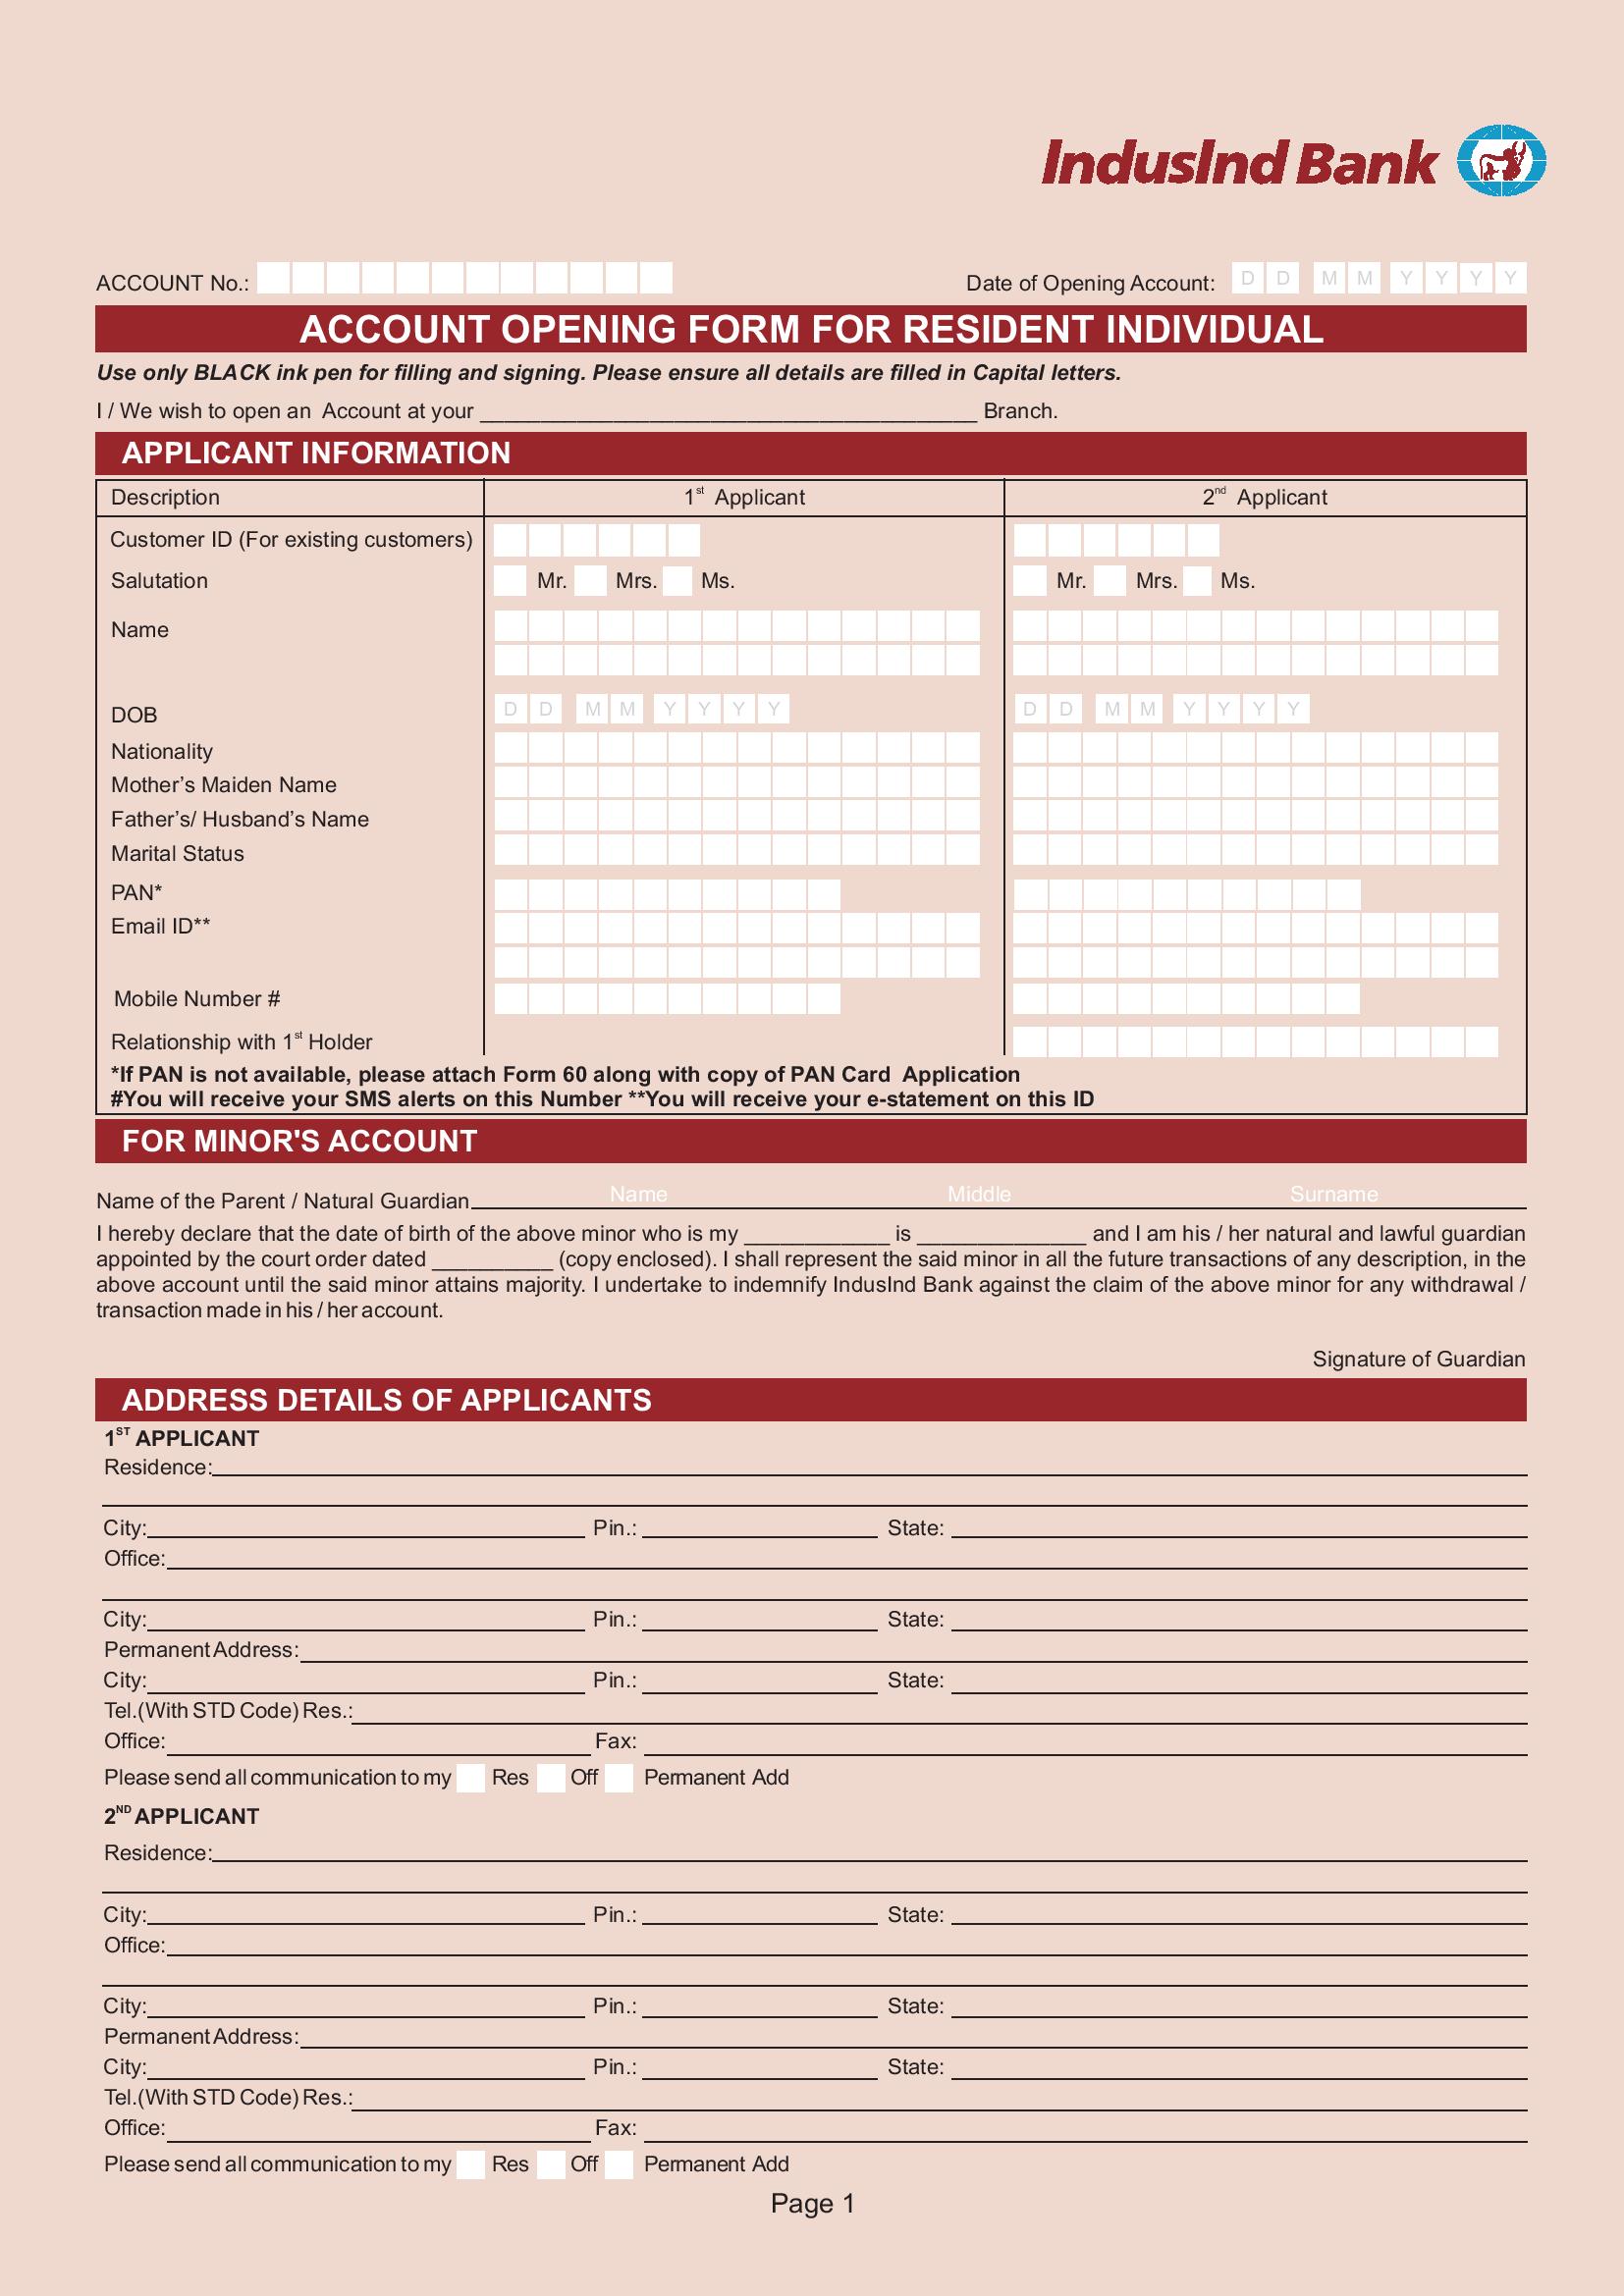 IndusInd Bank
ACCOUNT No.: Date of Opening Account: D D M M Y Y Y Y
ACCOUNT OPENING FORM FOR RESIDENT INDIVIDUAL
Use only BLACK ink pen for filling and signing. Please ensure all details are filled in Capital letters.
I / We wish to open an Account at your _________________________________________ Branch.
APPLICANT INFORMATION
Description 1st Applicant 2nd Applicant
Customer ID (For existing customers)
Salutation Mr. Mrs. Ms. Mr. Mrs. Ms.
Name
DOB D D M M Y Y Y Y D D M M Y Y Y Y
Nationality
Mother’s Maiden Name
Father’s/ Husband’s Name
Marital Status
PAN*
Email ID**
Mobile Number #
Relationship with 1st Holder
*If PAN is not available, please attach Form 60 along with copy of PAN Card Application
#You will receive your SMS alerts on this Number **You will receive your e-statement on this ID
FOR MINOR'S ACCOUNT
Name of the Parent / Natural Guardian Name Middle Surname
I hereby declare that the date of birth of the above minor who is my ____________ is ______________ and I am his / her natural and lawful guardian
appointed by the court order dated __________ (copy enclosed). I shall represent the said minor in all the future transactions of any description, in the
above account until the said minor attains majority. I undertake to indemnify IndusInd Bank against the claim of the above minor for any withdrawal /
transaction made in his / her account.
Signature of Guardian
ADDRESS DETAILS OF APPLICANTS
1ST APPLICANT
Residence:
City: Pin.: State:
Office:
City: Pin.: State:
Permanent Address:
City: Pin.: State:
Tel.(With STD Code) Res.:
Office: Fax:
Please send all communication to my Res Off Permanent Add
2ND APPLICANT
Residence:
City: Pin.: State:
Office:
City: Pin.: State:
Permanent Address:
City: Pin.: State:
Tel.(With STD Code) Res.:
Office: Fax:
Please send all communication to my Res Off Permanent Add
Page 1